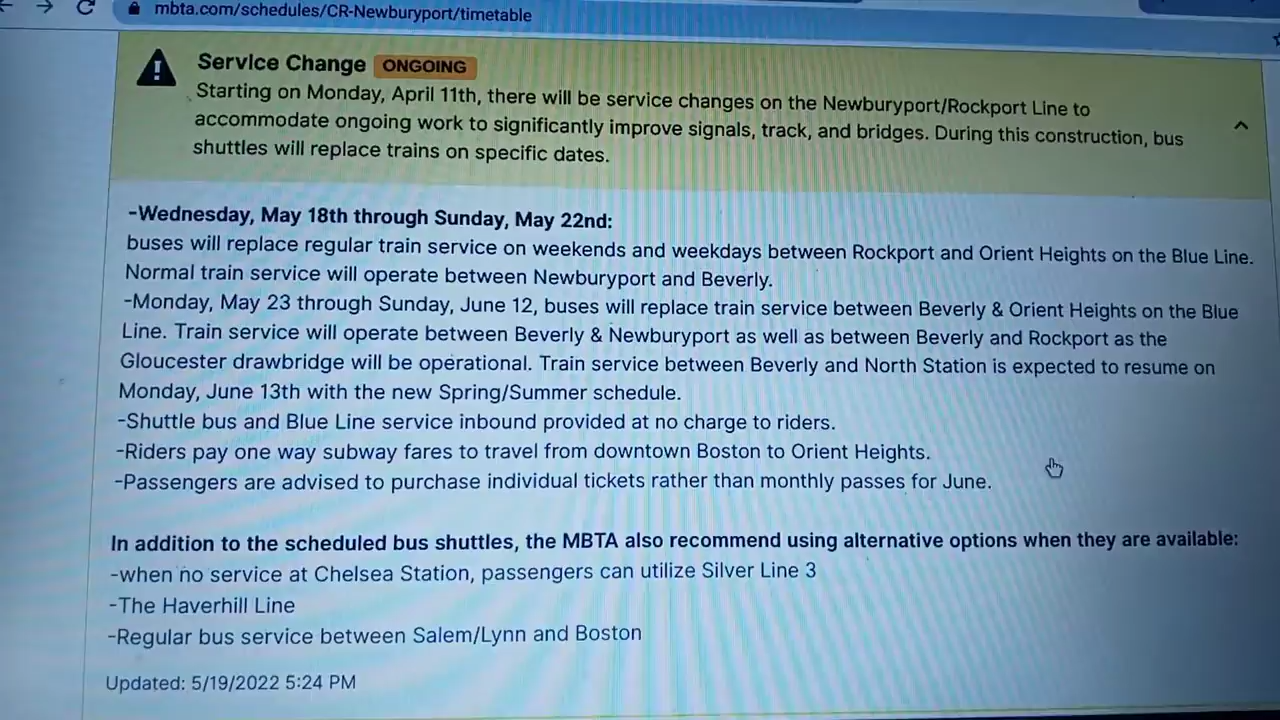 mbta.com/schedules/CR-Newburyport/timetable
Service Change ONGOING
Starting on Monday, April 11th, there will be service changes on the Newburyport/Rockport Line to
accommodate ongoing work to significantly improve signals, track, and bridges. During this construction, bus
shuttles will replace trains on specific dates.
-Wednesday, May 18th through Sunday, May 22nd:
buses will replace regular train service on weekends and weekdays between Rockport and Orient Heights on the Blue Line.
Normal train service will operate between Newburyport and Beverly.
-Monday, May 23 through Sunday, June 12, buses will replace train service between Beverly & Orient Heights on the Blue
Line. Train service will operate between Beverly & Newburyport as well as between Beverly and Rockport as the
Gloucester drawbridge will be operational. Train service between Beverly and North Station is expected to resume on
Monday, June 13th with the new Spring/Summer schedule.
-Shuttle bus and Blue Line service inbound provided at no charge to riders.
-Riders pay one way subway fares to travel from downtown Boston to Orient Heights.
-Passengers are advised to purchase individual tickets rather than monthly passes for June.
In addition to the scheduled bus shuttles, the MBTA also recommend using alternative options when they are available:
-when no service at Chelsea Station, passengers can utilize Silver Line 3
-The Haverhill Line
-Regular bus service between Salem/Lynn and Boston
Updated: 5/19/2022 5:24 PM